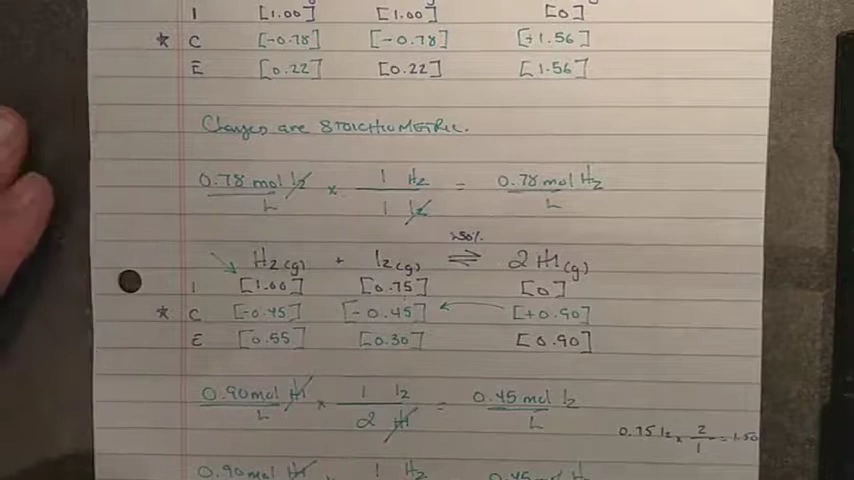 I [1.00] [1.00] [0]
* C [-0.78] [-0.78] [+1.56]
E [0.22] [0.22] [1.56]
Changes are STOICHIOMETRIC.
0.78 mol I2 / L x 1 H2 / 1 I2 = 0.78 mol H2 / L
>50%
H2(g) + I2(g) ⇌ 2 HI(g)
I [1.00] [0.75] [0]
* C [-0.45] [-0.45] ← [+0.90]
E [0.55] [0.30] [0.90]
0.90 mol HI / L x 1 I2 / 2 HI = 0.45 mol I2 / L
0.75 I2 x 2 / 1 = 1.50
0.90 mol HI 1 H2 0.45 mol H